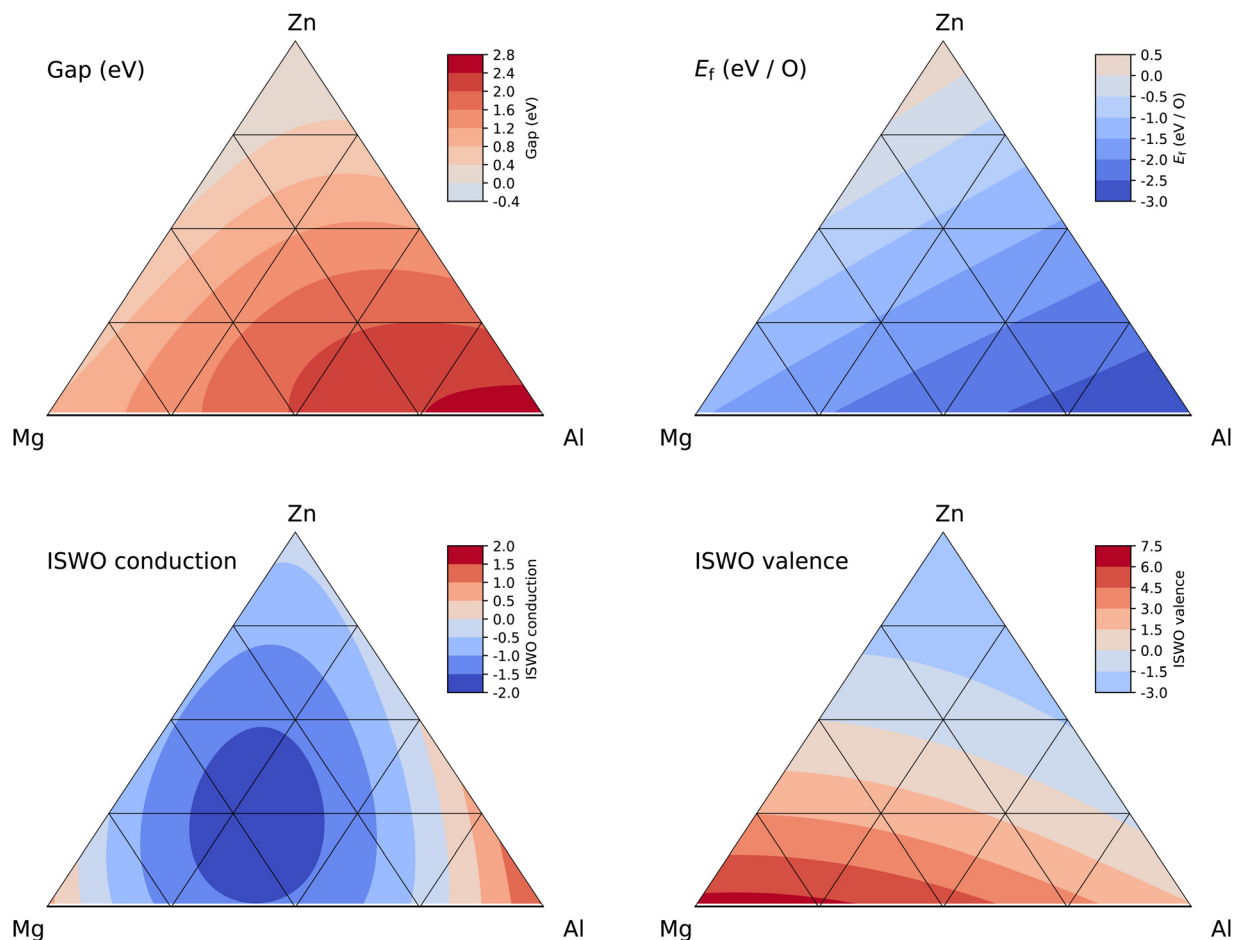 Zn
Gap (eV)
2.8
2.4
2.0
1.6
1.2
0.8
0.4
0.0
-0.4
Gap (eV)
Mg
Al
Zn
E_f (eV / O)
0.5
0.0
-0.5
-1.0
-1.5
-2.0
-2.5
-3.0
E_f (eV / O)
Mg
Al
Zn
ISWO conduction
2.0
1.5
1.0
0.5
0.0
-0.5
-1.0
-1.5
-2.0
ISWO conduction
Mg
Al
Zn
ISWO valence
7.5
6.0
4.5
3.0
1.5
0.0
-1.5
-3.0
ISWO valence
Mg
Al